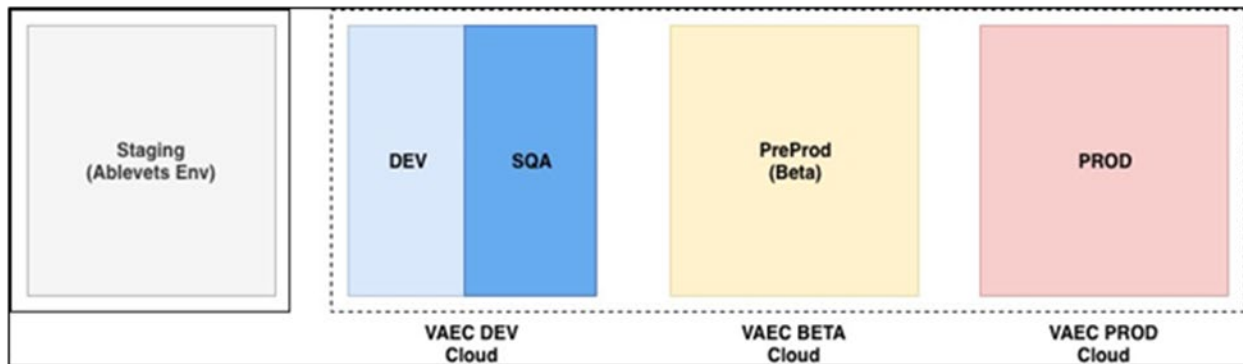 Staging
(Ablevets Env)
DEV
SQA
PreProd
(Beta)
PROD
VAEC DEV
Cloud
VAEC BETA
Cloud
VAEC PROD
Cloud